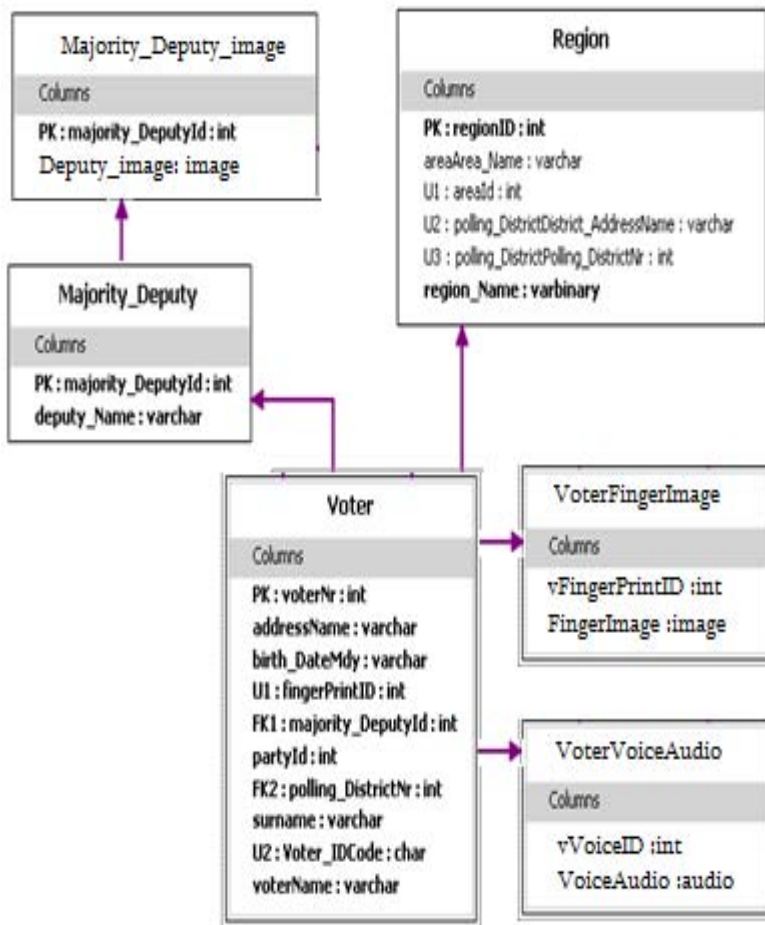 Majority_Deputy_image
Columns
PK : majority_DeputyId : int
Deputy_image: image
Region
Columns
PK : regionID : int
areaArea_Name : varchar
U1 : areaId : int
U2 : polling_DistrictDistrict_AddressName : varchar
U3 : polling_DistrictPolling_DistrictNr : int
region_Name : varbinary
Majority_Deputy
Columns
PK : majority_DeputyId : int
deputy_Name : varchar
Voter
Columns
PK : voterNr : int
addressName : varchar
birth_DateMdy : varchar
U1 : fingerPrintID : int
FK1 : majority_DeputyId : int
partyId : int
FK2 : polling_DistrictNr : int
surname : varchar
U2 : Voter_IDCode : char
voterName : varchar
VoterFingerImage
Columns
vFingerPrintID :int
FingerImage :image
VoterVoiceAudio
Columns
vVoiceID :int
VoiceAudio :audio